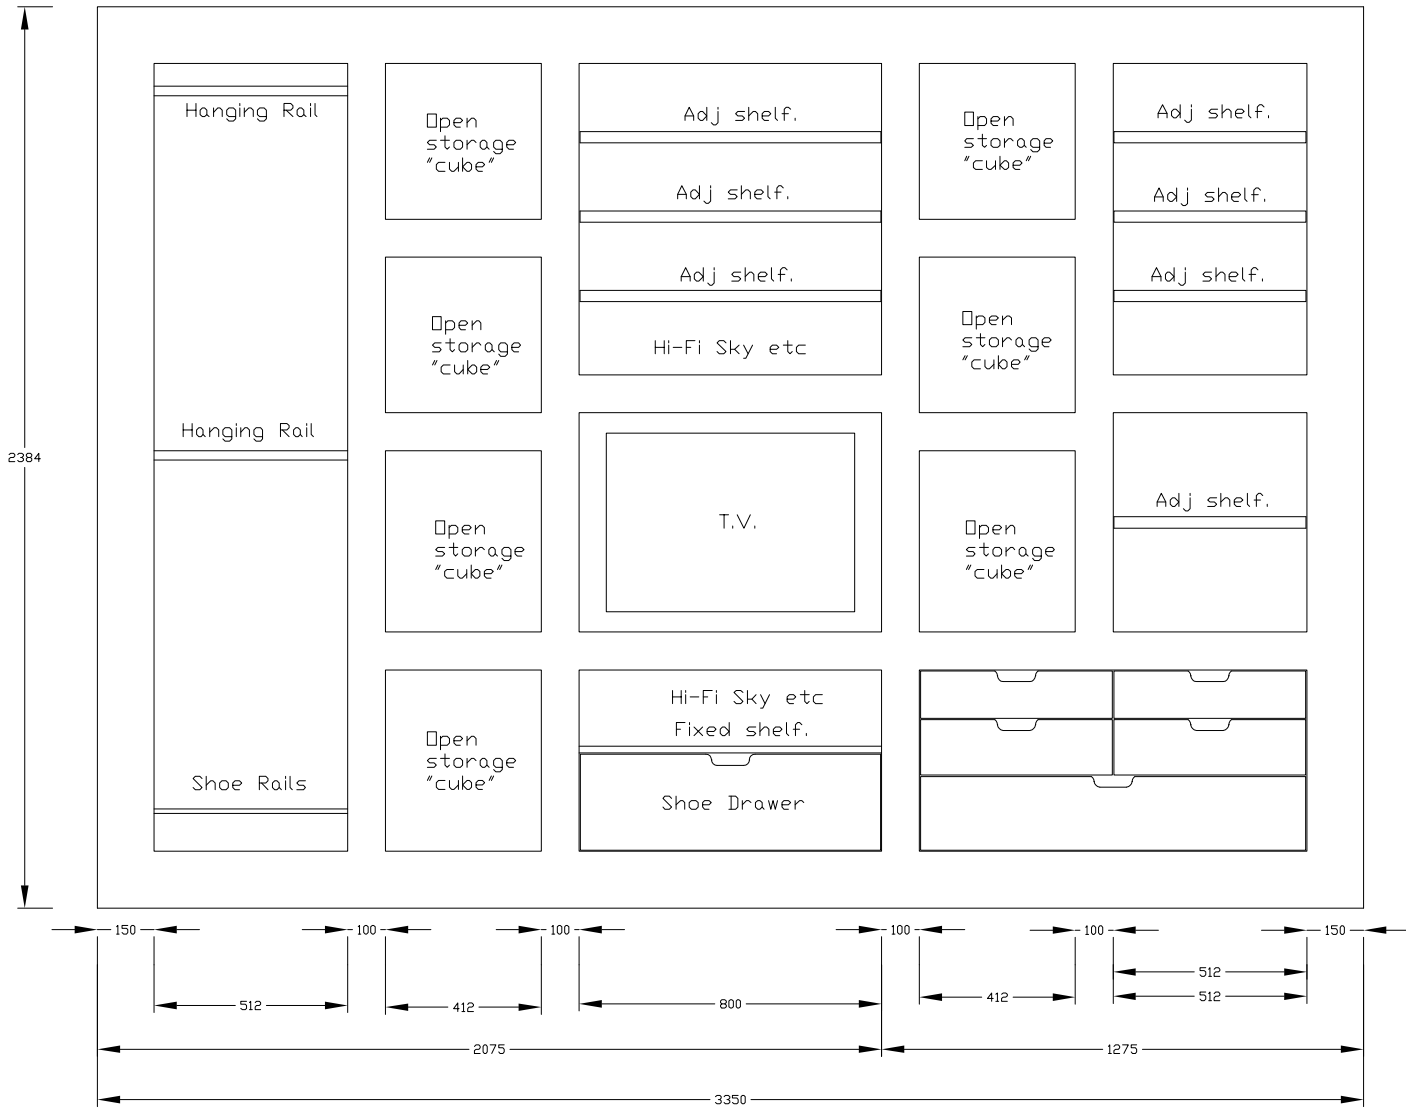 Hanging Rail
Open
storage
"cube"
Adj shelf.
Open
storage
"cube"
Adj shelf.
Adj shelf.
Adj shelf.
Adj shelf.
Adj shelf.
Open
storage
"cube"
Hi-Fi Sky etc
Open
storage
"cube"
Hanging Rail
2384
Open
storage
"cube"
T.V.
Open
storage
"cube"
Adj shelf.
Open
storage
"cube"
Hi-Fi Sky etc
Fixed shelf.
Shoe Rails
Shoe Drawer
150
100
100
100
100
150
512
512
412
800
412
512
2075
1275
3350